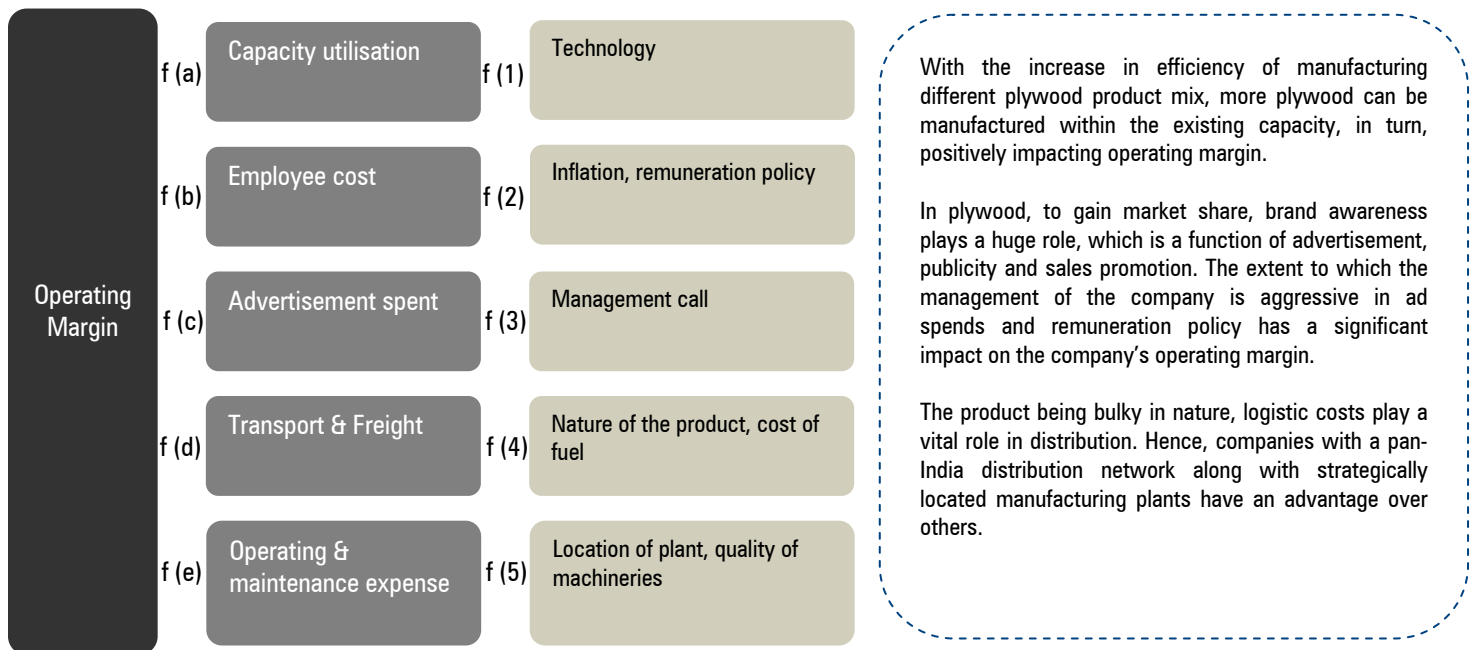 Operating
Margin
f (a)
Capacity utilisation
f (1)
Technology
f (b)
Employee cost
f (2)
Inflation, remuneration policy
f (c)
Advertisement spent
f (3)
Management call
f (d)
Transport & Freight
f (4)
Nature of the product, cost of
fuel
f (e)
Operating &
maintenance expense
f (5)
Location of plant, quality of
machineries
With the increase in efficiency of manufacturing
different plywood product mix, more plywood can be
manufactured within the existing capacity, in turn,
positively impacting operating margin.
In plywood, to gain market share, brand awareness
plays a huge role, which is a function of advertisement,
publicity and sales promotion. The extent to which the
management of the company is aggressive in ad
spends and remuneration policy has a significant
impact on the company's operating margin.
The product being bulky in nature, logistic costs play a
vital role in distribution. Hence, companies with a pan-
India distribution network along with strategically
located manufacturing plants have an advantage over
others.